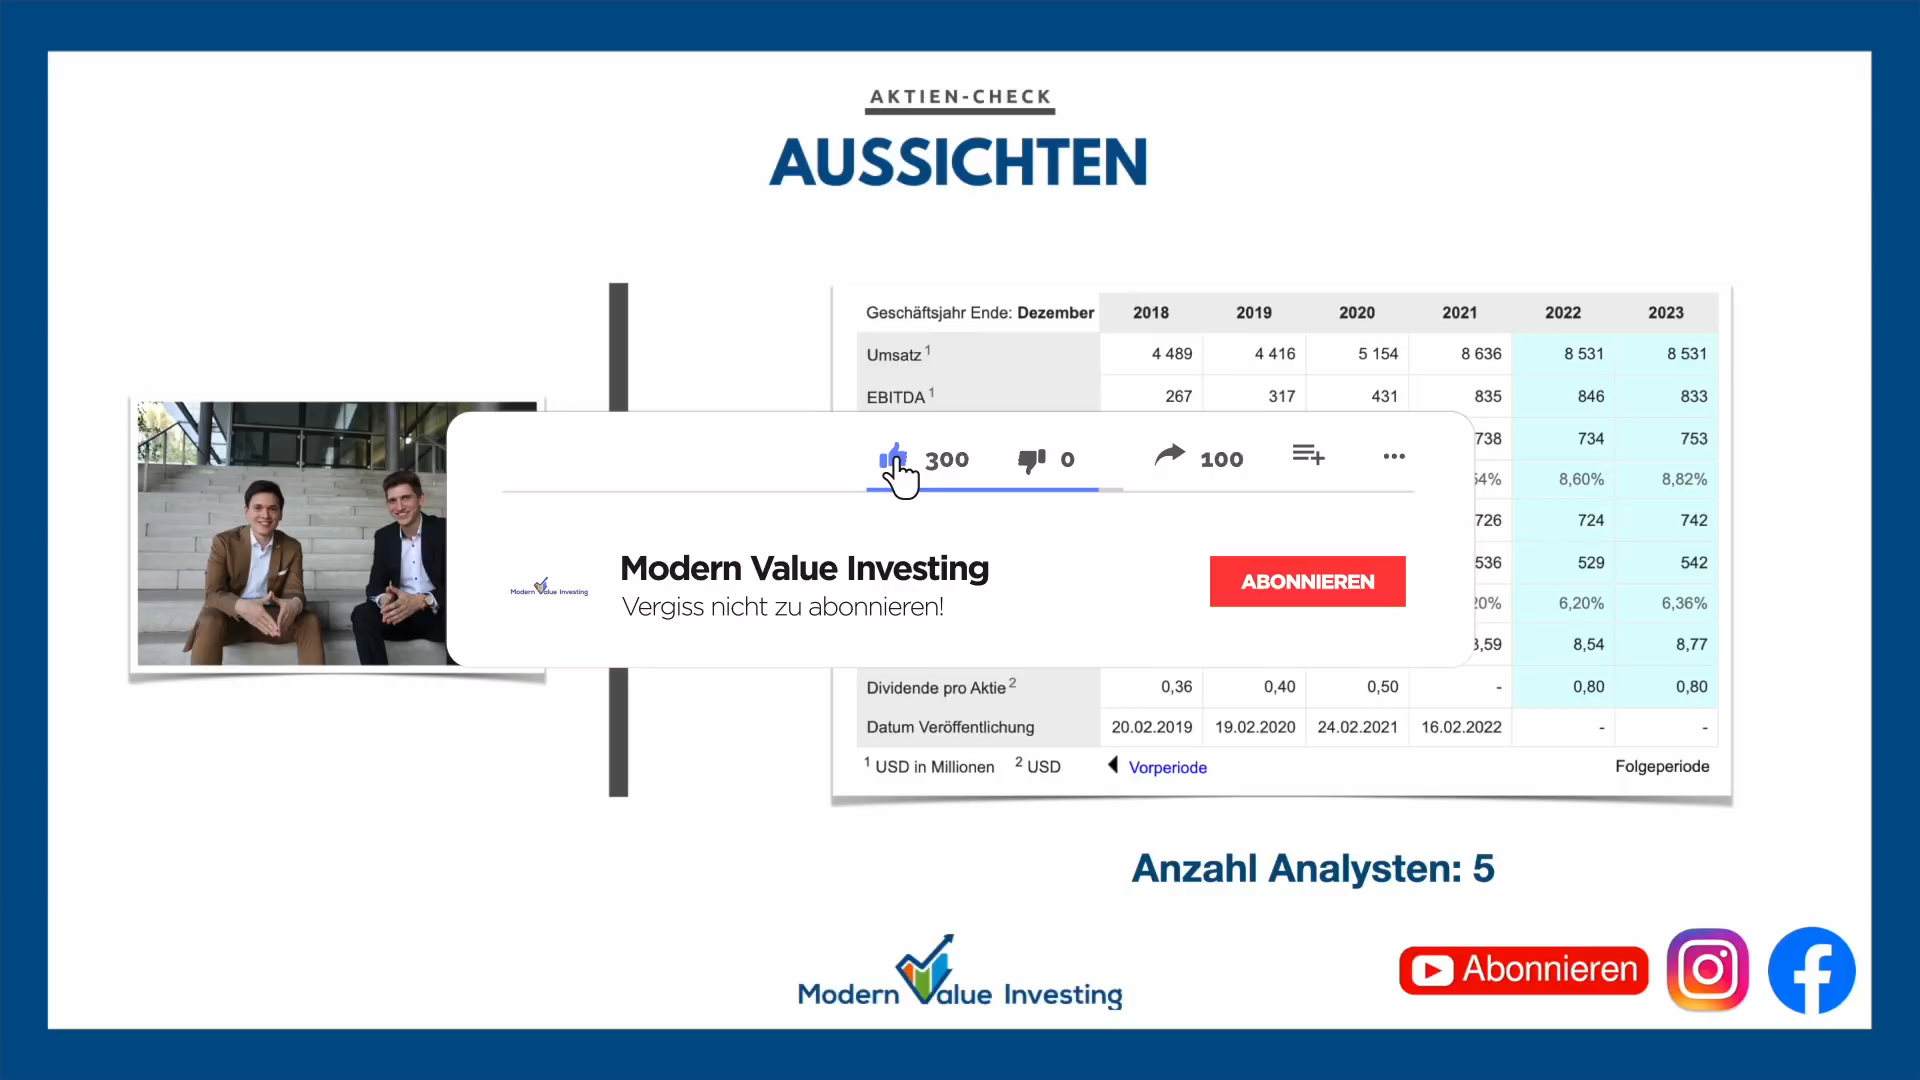 AKTIEN-CHECK
AUSSICHTEN
Geschäftsjahr Ende: Dezember 2018 2019 2020 2021 2022 2023
Umsatz 1 4 489 4 416 5 154 8 636 8 531 8 531
EBITDA 1 267 317 431 835 846 833
738 734 753
8,60% 8,82%
726 724 742
536 529 542
6,20% 6,36%
8,54 8,77
300 0 100
Modern Value Investing
Modern Value Investing
Vergiss nicht zu abonnieren!
ABONNIEREN
Dividende pro Aktie 2 0,36 0,40 0,50 - 0,80 0,80
Datum Veröffentlichung 20.02.2019 19.02.2020 24.02.2021 16.02.2022 - -
1 USD in Millionen 2 USD Vorperiode Folgeperiode
Anzahl Analysten: 5
Modern Value Investing
Abonnieren